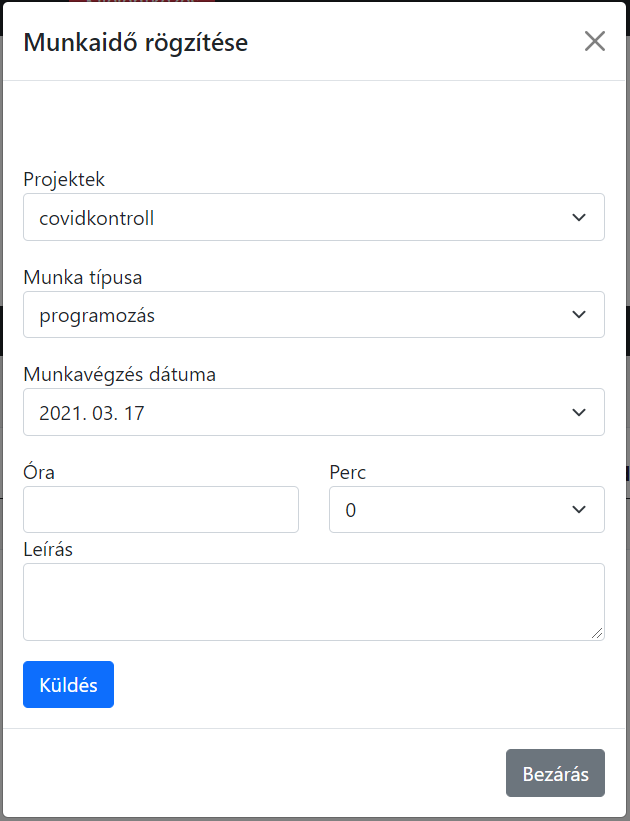 Munkaidő rögzítése
Projektek
covidkontroll
Munka típusa
programozás
Munkavégzés dátuma
2021. 03. 17
Óra Perc
0
Leírás
Küldés
Bezárás